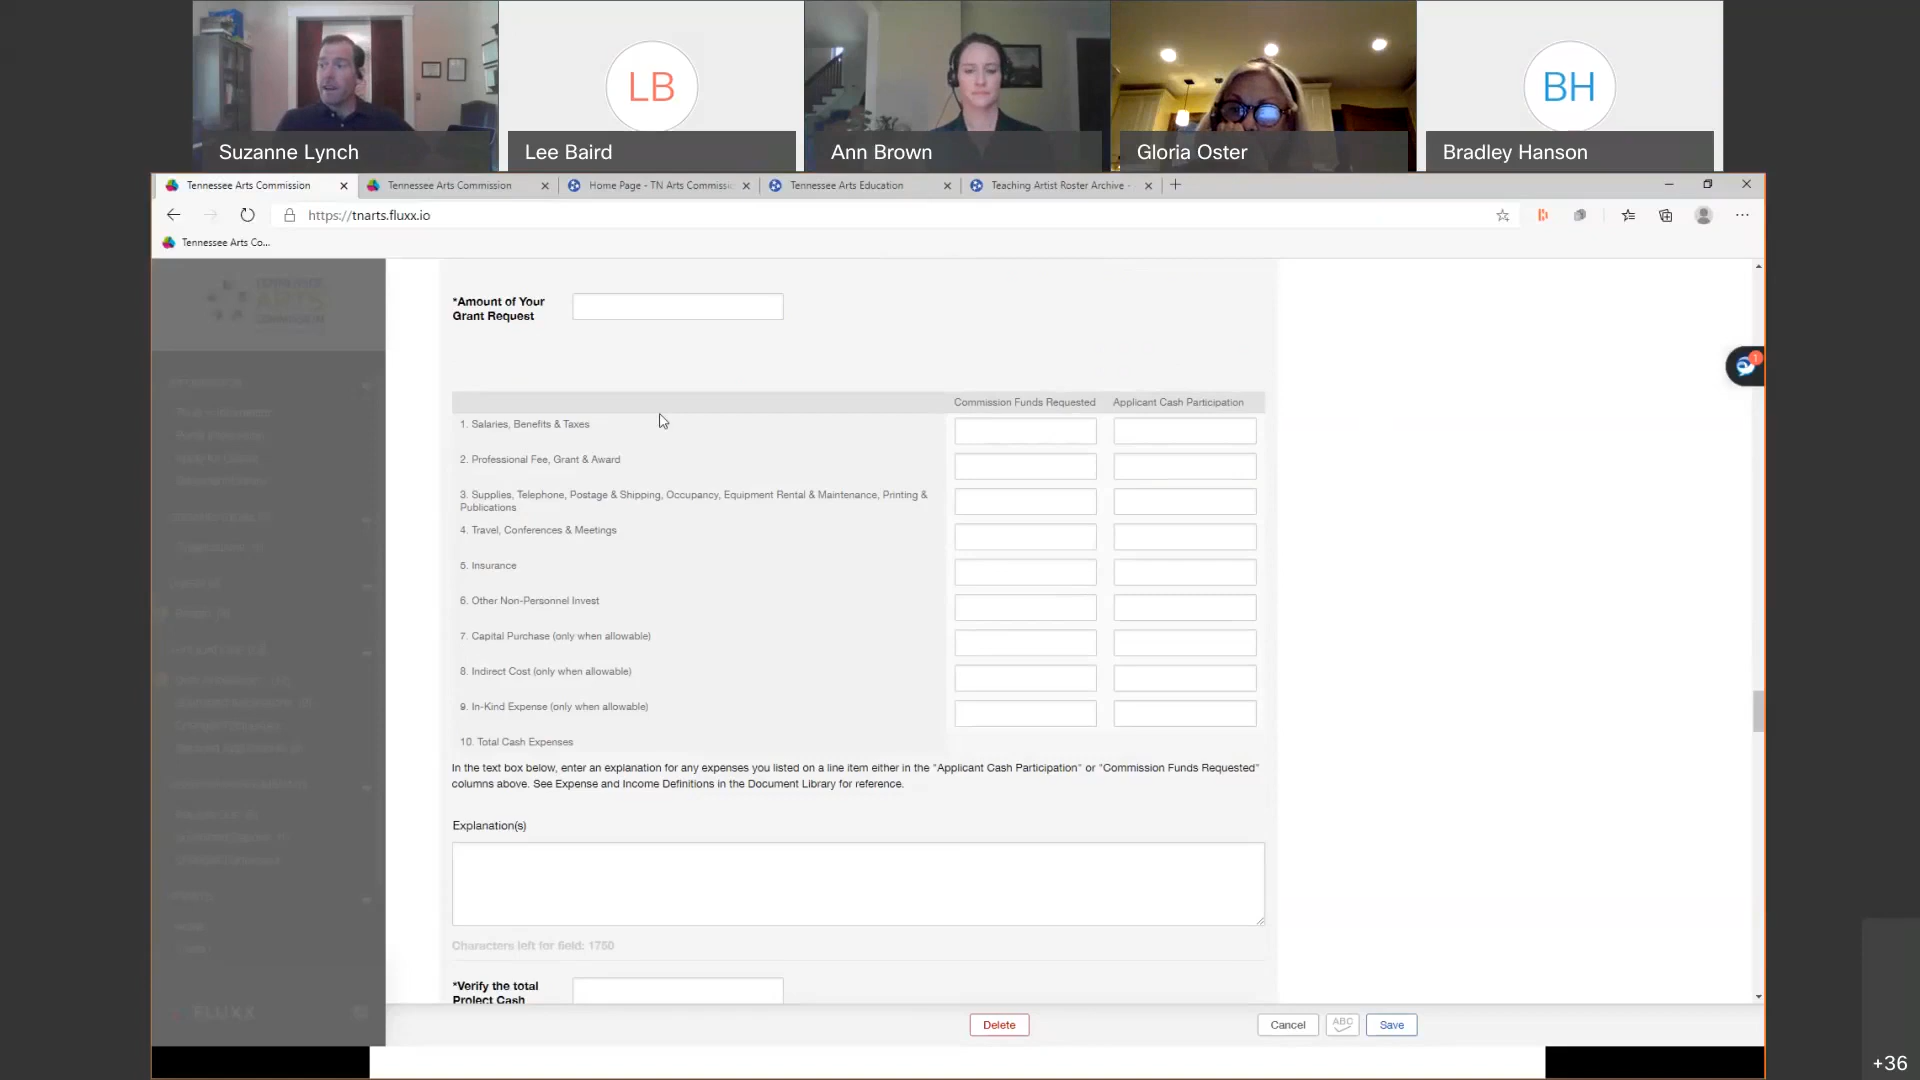 LB
BH
Suzanne Lynch
Lee Baird
Ann Brown
Gloria Oster
Bradley Hanson
Tennessee Arts Commission
Tennessee Arts Commission
Home Page - TN Arts Commissi
Tennessee Arts Education
Teaching Artist Roster Archive -
https://tnarts.fluxx.io
Tennessee Arts Co...
*Amount of Your
Grant Request
1
Commission Funds Requested
Applicant Cash Participation
1. Salaries, Benefits & Taxes
2. Professional Fee, Grant & Award
3. Supplies, Telephone, Postage & Shipping, Occupancy, Equipment Rental & Maintenance, Printing &
Publications
4. Travel, Conferences & Meetings
5. Insurance
6. Other Non-Personnel Invest
7. Capital Purchase (only when allowable)
8. Indirect Cost (only when allowable)
9. In-Kind Expense (only when allowable)
10. Total Cash Expenses
In the text box below, enter an explanation for any expenses you listed on a line item either in the "Applicant Cash Participation" or "Commission Funds Requested"
columns above. See Expense and Income Definitions in the Document Library for reference.
Explanation(s)
Characters left for field: 1750
*Verify the total
Project Cash
FLUXX
Delete
Cancel
ABC
Save
+36